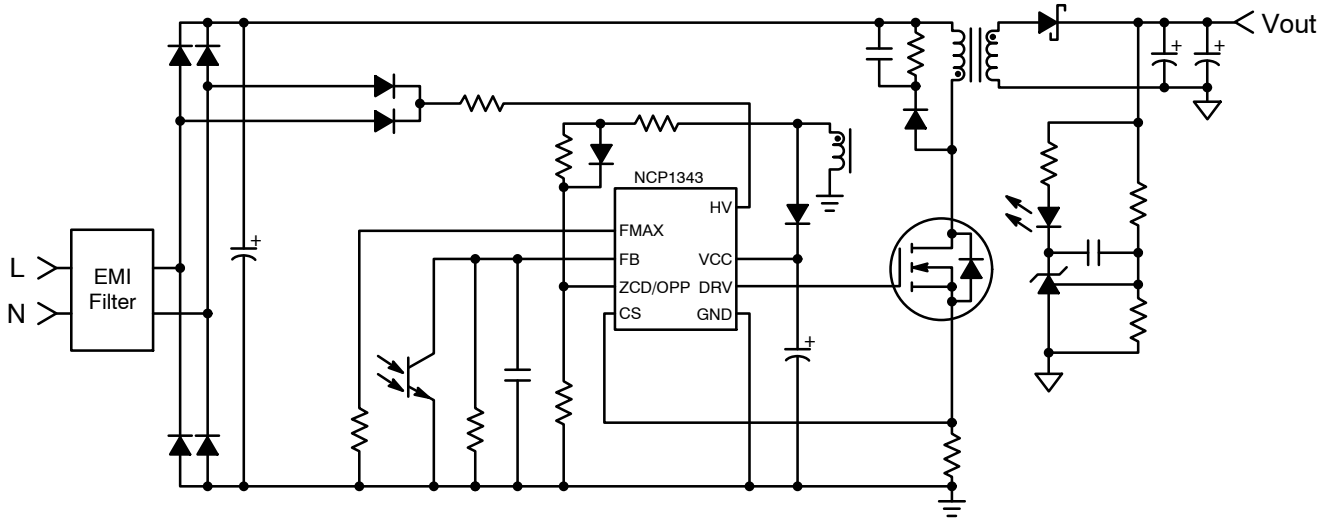 Vout
NCP1343
HV
FMAX
FB
VCC
ZCD/OPP
DRV
CS
GND
L
N
EMI
Filter
+
+
+
+